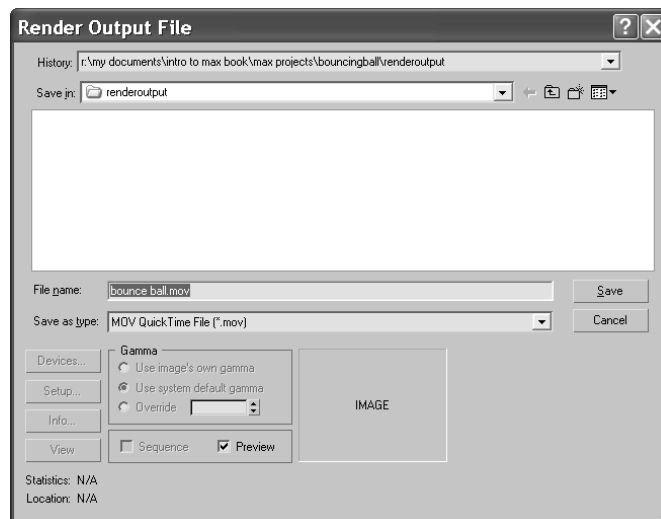 Render Output File
History: r:\my documents\intro to max book\max projects\bouncingball\renderoutput
Save in: renderoutput
File name: bounce ball.mov
Save
Save as type: MOV QuickTime File (*.mov)
Cancel
Devices...
Setup...
Info...
View
Gamma
Use image's own gamma
Use system default gamma
Override
Sequence
Preview
IMAGE
Statistics: N/A
Location: N/A